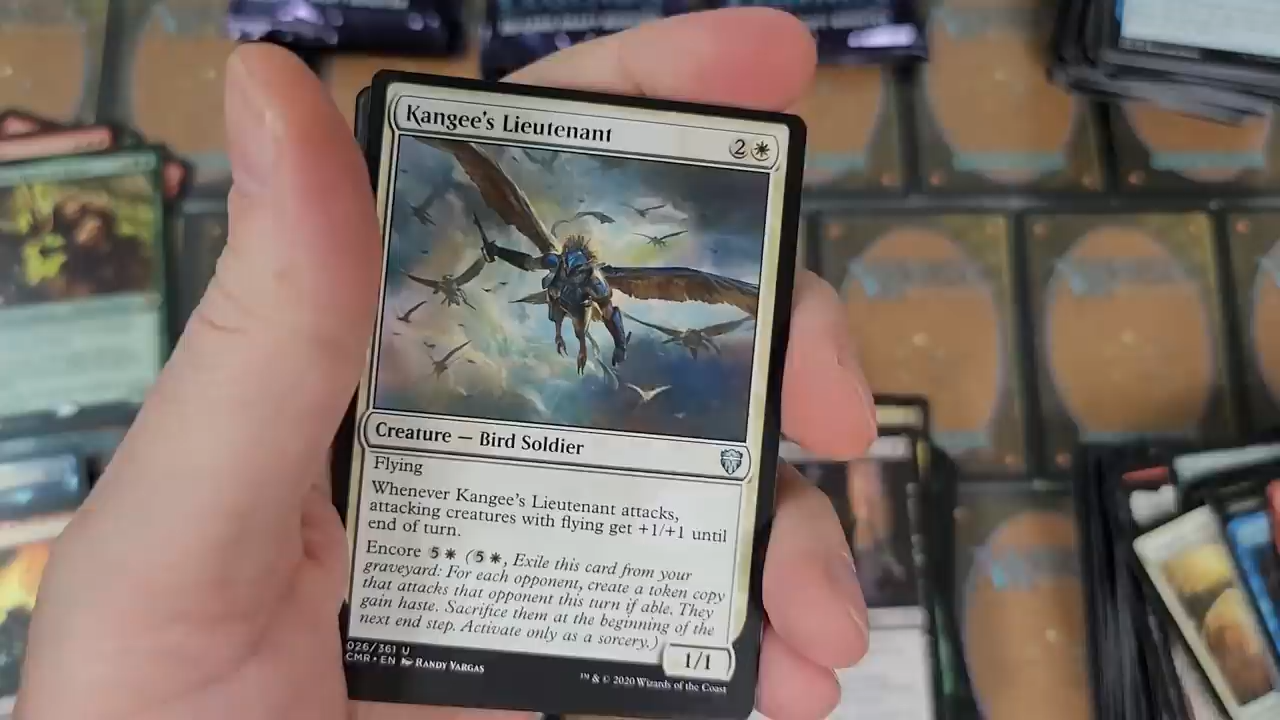 Kangee's Lieutenant
2
Creature — Bird Soldier
Flying
Whenever Kangee's Lieutenant attacks,
attacking creatures with flying get +1/+1 until
end of turn.
Encore 5 (5 , Exile this card from your
graveyard: For each opponent, create a token copy
that attacks that opponent this turn if able. They
gain haste. Sacrifice them at the beginning of the
next end step. Activate only as a sorcery.)
1/1
026/361 U
CMR • EN RANDY VARGAS
™ & © 2020 Wizards of the Coast